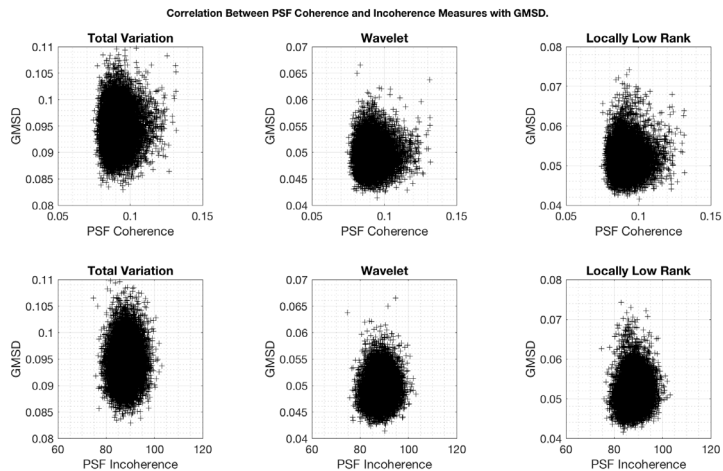 Correlation Between PSF Coherence and Incoherence Measures with GMSD.
Total Variation
0.11
0.105
0.1
0.095
0.09
0.085
0.08
GMSD
0.05 0.1 0.15
PSF Coherence
Wavelet
0.07
0.065
0.06
0.055
0.05
0.045
0.04
GMSD
0.05 0.1 0.15
PSF Coherence
Locally Low Rank
0.08
0.07
0.06
0.05
0.04
GMSD
0.05 0.1 0.15
PSF Coherence
Total Variation
0.11
0.105
0.1
0.095
0.09
0.085
0.08
GMSD
60 80 100 120
PSF Incoherence
Wavelet
0.07
0.065
0.06
0.055
0.05
0.045
0.04
GMSD
60 80 100 120
PSF Incoherence
Locally Low Rank
0.08
0.07
0.06
0.05
0.04
GMSD
60 80 100 120
PSF Incoherence